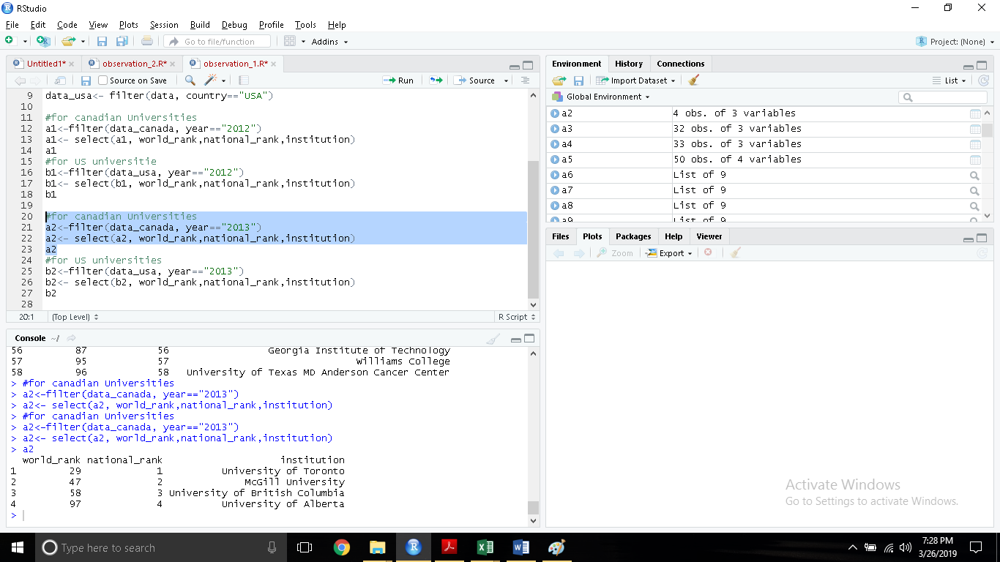 RStudio
File Edit Code View Plots Session Build Debug Profile Tools Help
Go to file/function Addins Project: (None)
Untitled1* observation_2.R* observation_1.R*
Source on Save Run Source
9 data_usa<- filter(data, country=="USA")
10
11 #for canadian Universities
12 a1<-filter(data_canada, year=="2012")
13 a1<- select(a1, world_rank,national_rank,institution)
14 a1
15 #for US universitie
16 b1<-filter(data_usa, year=="2012")
17 b1<- select(b1, world_rank,national_rank,institution)
18 b1
19
20 #for canadian Universities
21 a2<-filter(data_canada, year=="2013")
22 a2<- select(a2, world_rank,national_rank,institution)
23 a2
24 #for US universities
25 b2<-filter(data_usa, year=="2013")
26 b2<- select(b2, world_rank,national_rank,institution)
27 b2
28
20:1 (Top Level) R Script
Console ~/
56 87 56 Georgia Institute of Technology
57 95 57 Williams College
58 96 58 University of Texas MD Anderson Cancer Center
> #for canadian Universities
> a2<-filter(data_canada, year=="2013")
> a2<- select(a2, world_rank,national_rank,institution)
> #for canadian Universities
> a2<-filter(data_canada, year=="2013")
> a2<- select(a2, world_rank,national_rank,institution)
> a2
world_rank national_rank institution
1 29 1 University of Toronto
2 47 2 McGill University
3 58 3 University of British Columbia
4 97 4 University of Alberta
>
Environment History Connections
Import Dataset List
Global Environment
a2 4 obs. of 3 variables
a3 32 obs. of 3 variables
a4 33 obs. of 3 variables
a5 50 obs. of 4 variables
a6 List of 9
a7 List of 9
a8 List of 9
a9 List of 9
Files Plots Packages Help Viewer
Zoom Export
Activate Windows
Go to Settings to activate Windows.
Type here to search
7:28 PM
3/26/2019